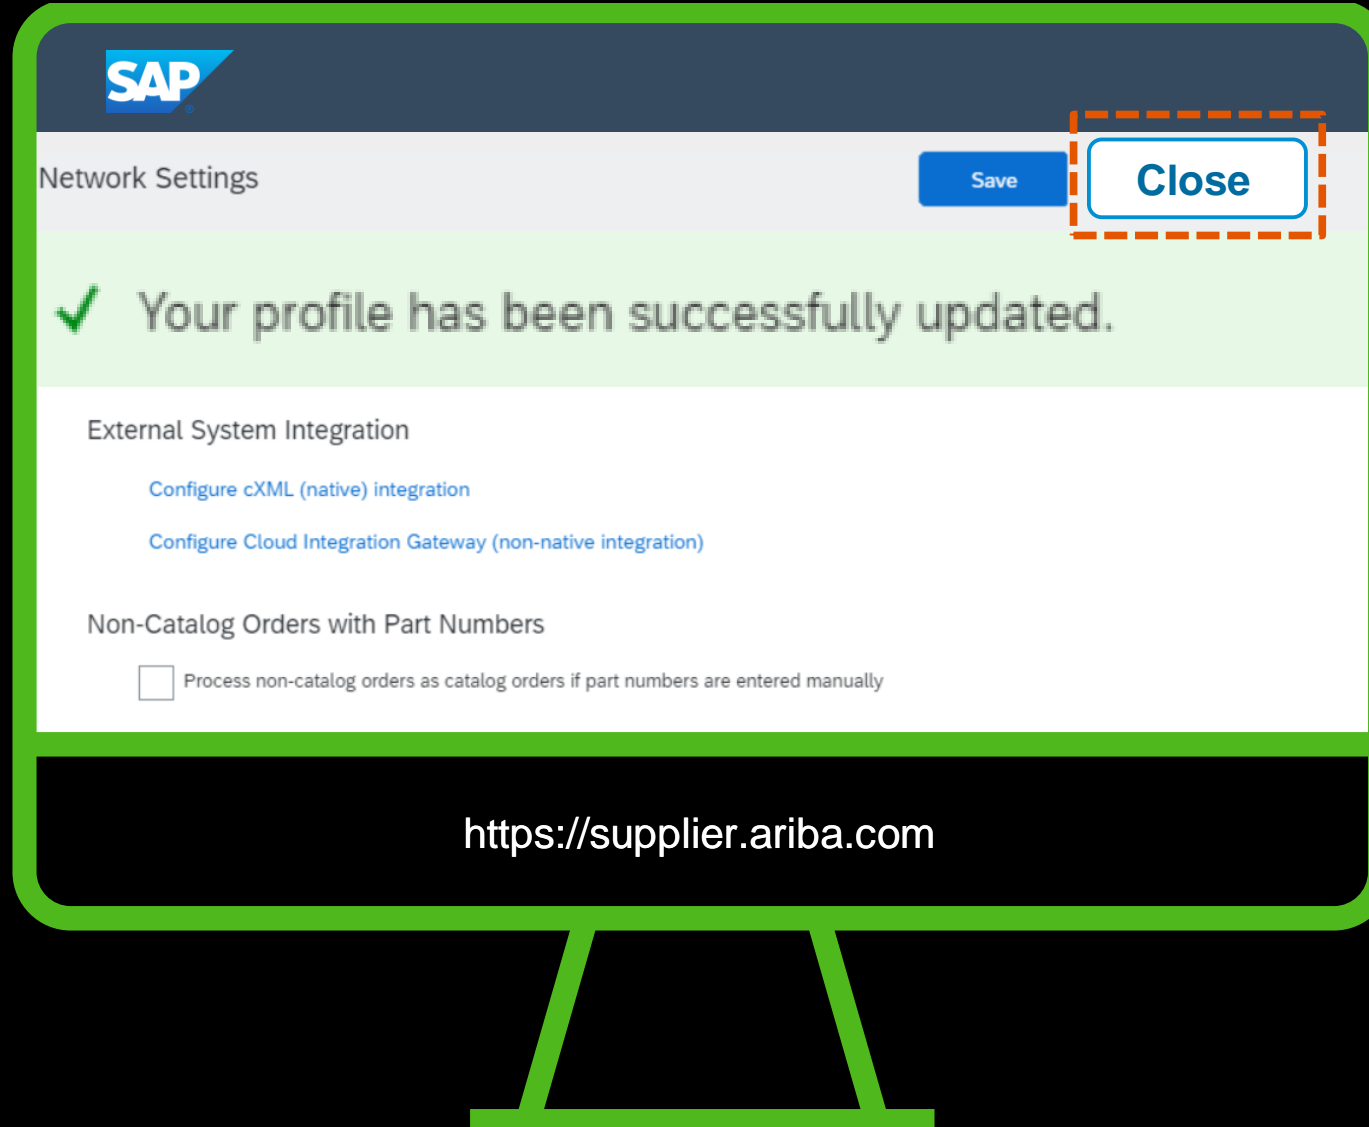 SAP
Network Settings
Save
Close
Your profile has been successfully updated.
External System Integration
Configure cXML (native) integration
Configure Cloud Integration Gateway (non-native integration)
Non-Catalog Orders with Part Numbers
Process non-catalog orders as catalog orders if part numbers are entered manually
https://supplier.ariba.com